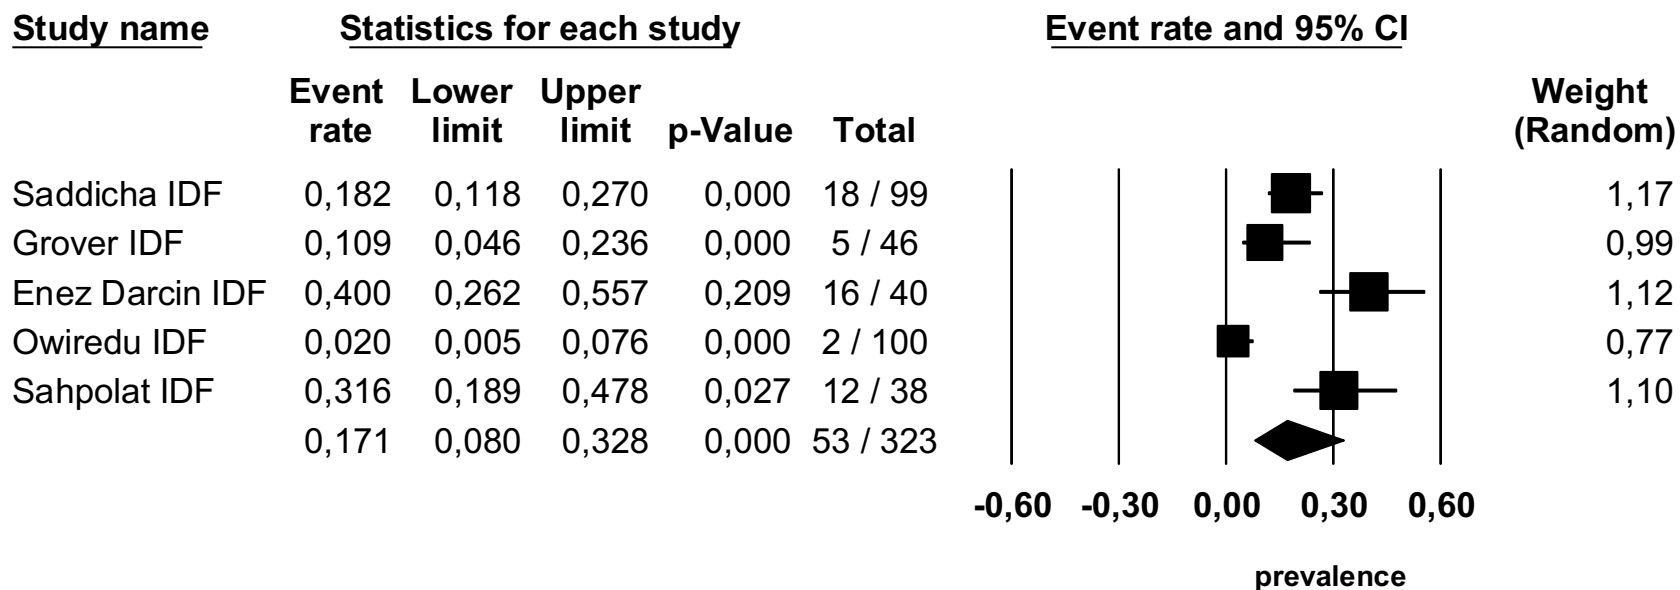 Study name Statistics for each study Event rate and 95% CI
Event Lower Upper Weight
rate limit limit p-Value Total (Random)
Saddicha IDF 0,182 0,118 0,270 0,000 18 / 99 1,17
Grover IDF 0,109 0,046 0,236 0,000 5 / 46 0,99
Enez Darcin IDF 0,400 0,262 0,557 0,209 16 / 40 1,12
Owiredu IDF 0,020 0,005 0,076 0,000 2 / 100 0,77
Sahpolat IDF 0,316 0,189 0,478 0,027 12 / 38 1,10
0,171 0,080 0,328 0,000 53 / 323
-0,60 -0,30 0,00 0,30 0,60
prevalence